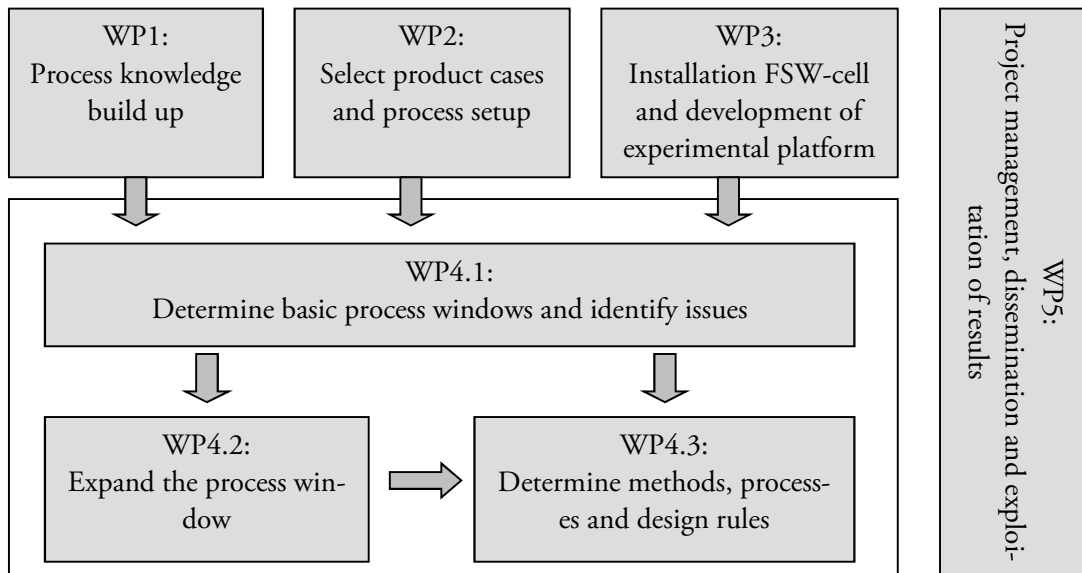 WP1:
Process knowledge
build up
WP2:
Select product cases
and process setup
WP3:
Installation FSW-cell
and development of
experimental platform
WP4.1:
Determine basic process windows and identify issues
WP4.2:
Expand the process win-
dow
WP4.3:
Determine methods, process-
es and design rules
WP5:
Project management, dissemination and exploi-
tation of results